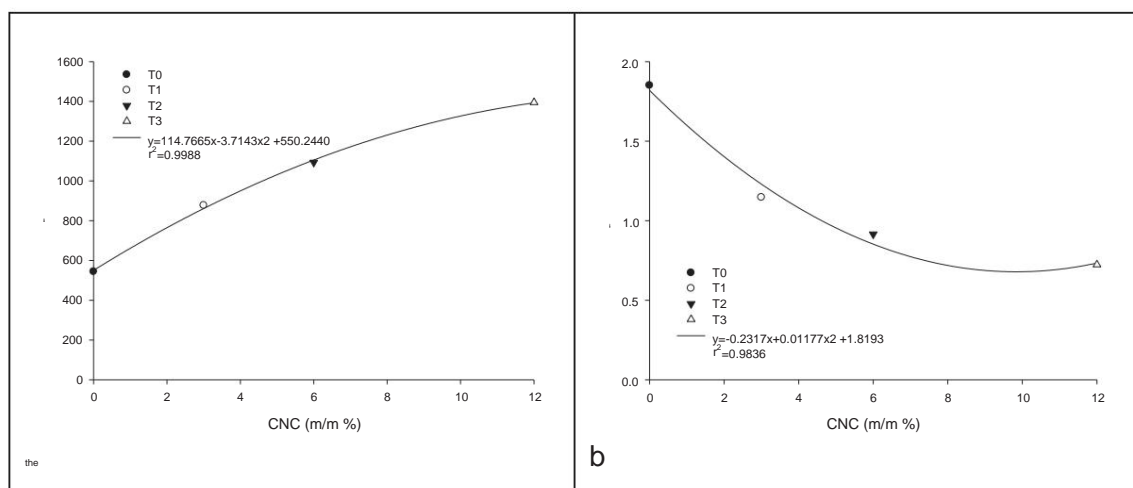 1600
1400
1200
1000
800
600
400
200
0
T0
T1
T2
T3
y=114.7665x-3.7143x2 +550.2440
r2=0.9988
0 2 4 6 8 10 12
CNC (m/m %)
the
2.0
1.5
1.0
0.5
0.0
T0
T1
T2
T3
y=-0.2317x+0.01177x2 +1.8193
r2=0.9836
0 2 4 6 8 10 12
CNC (m/m %)
b